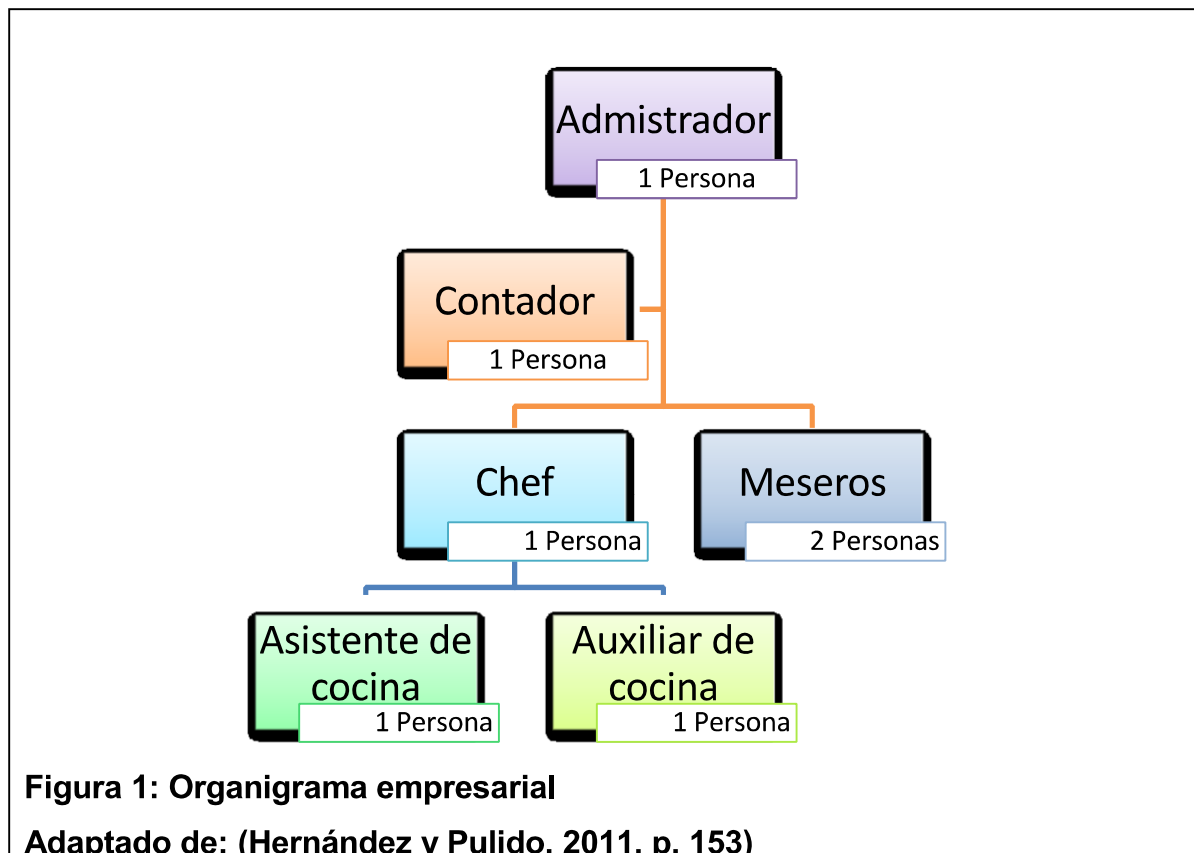 Admistrador
1 Persona
Contador
1 Persona
Chef
1 Persona
Meseros
2 Personas
Asistente de
cocina
1 Persona
Auxiliar de
cocina
1 Persona
Figura 1: Organigrama empresarial
Adaptado de: (Hernández y Pulido, 2011, p. 153)